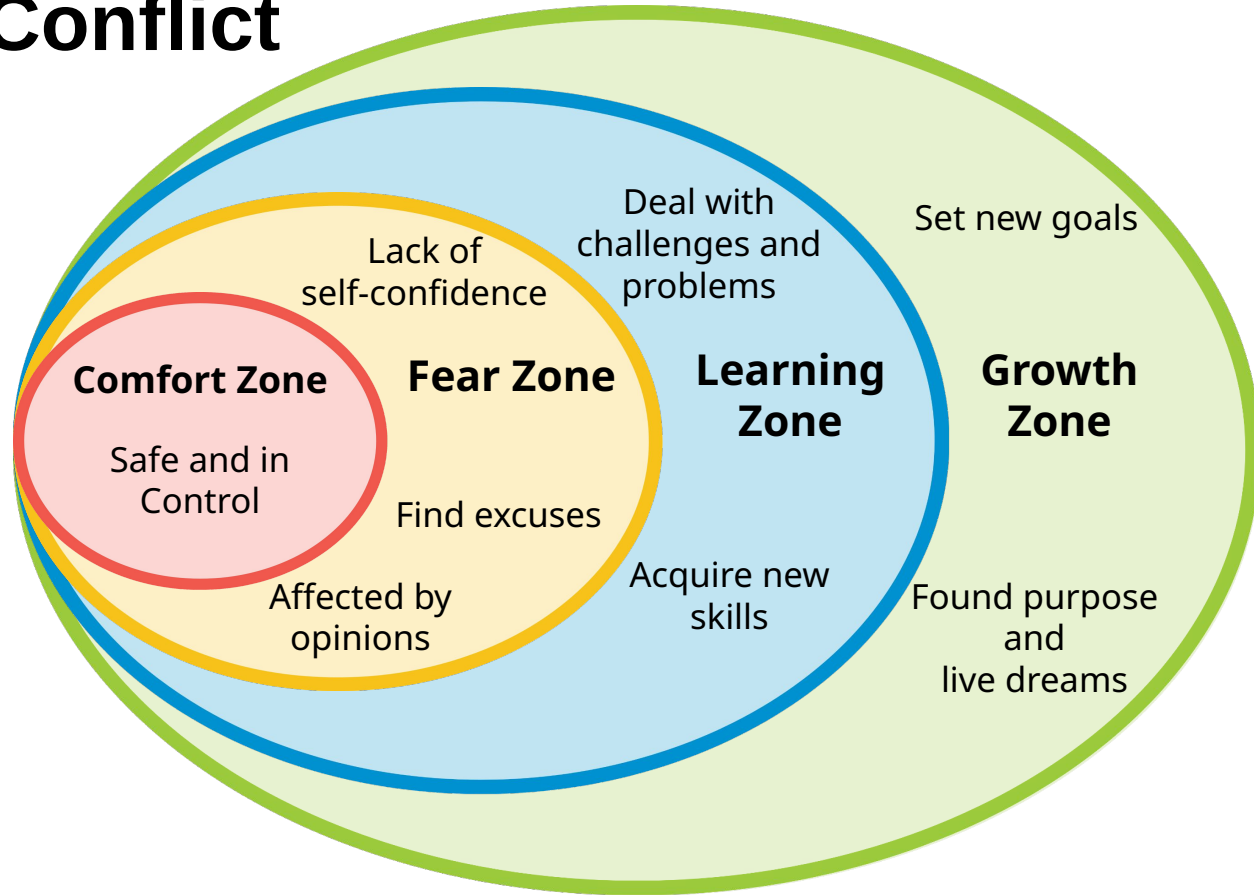 Conflict
Comfort Zone
Safe and in
Control
Lack of
self-confidence
Fear Zone
Find excuses
Affected by
opinions
Deal with
challenges and
problems
Learning
Zone
Acquire new
skills
Set new goals
Growth
Zone
Found purpose
and
live dreams